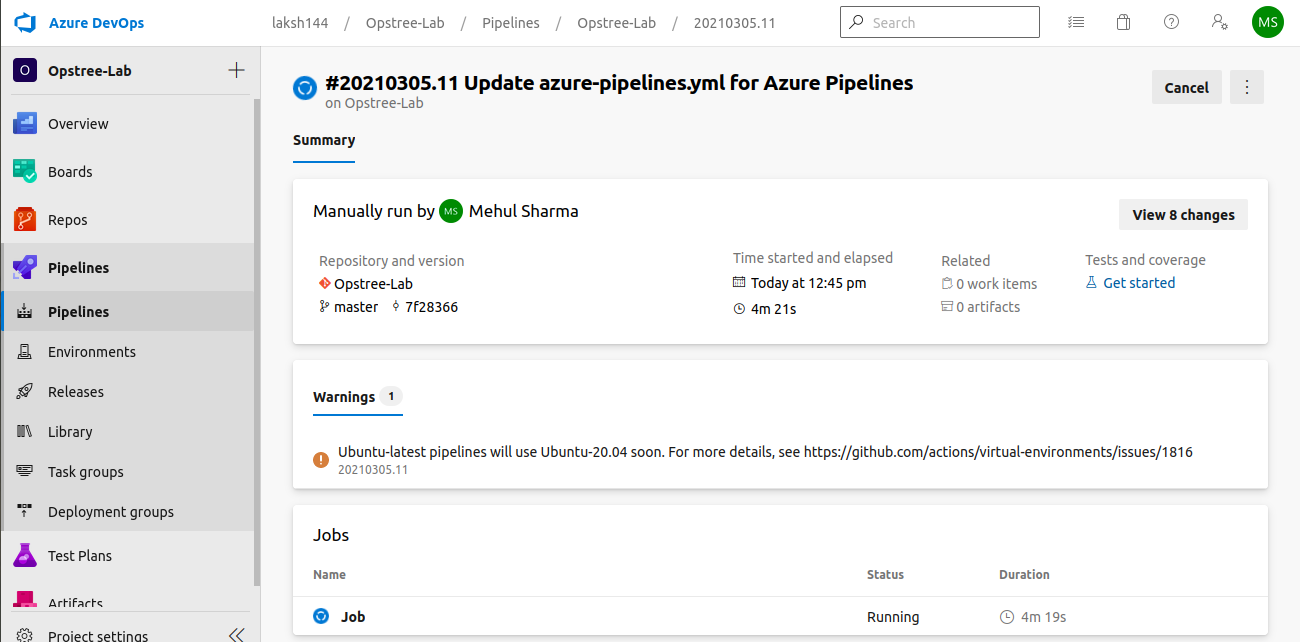 Azure DevOps
laksh144 / Opstree-Lab / Pipelines / Opstree-Lab / 20210305.11
Search
MS
O Opstree-Lab
Overview
Boards
Repos
Pipelines
Pipelines
Environments
Releases
Library
Task groups
Deployment groups
Test Plans
Artifacts
Project settings
#20210305.11 Update azure-pipelines.yml for Azure Pipelines
on Opstree-Lab
Cancel
Summary
Manually run by MS Mehul Sharma
View 8 changes
Repository and version
Opstree-Lab
master 7f28366
Time started and elapsed
Today at 12:45 pm
4m 21s
Related
0 work items
0 artifacts
Tests and coverage
Get started
Warnings 1
Ubuntu-latest pipelines will use Ubuntu-20.04 soon. For more details, see https://github.com/actions/virtual-environments/issues/1816
20210305.11
Jobs
Name Status Duration
Job Running 4m 19s